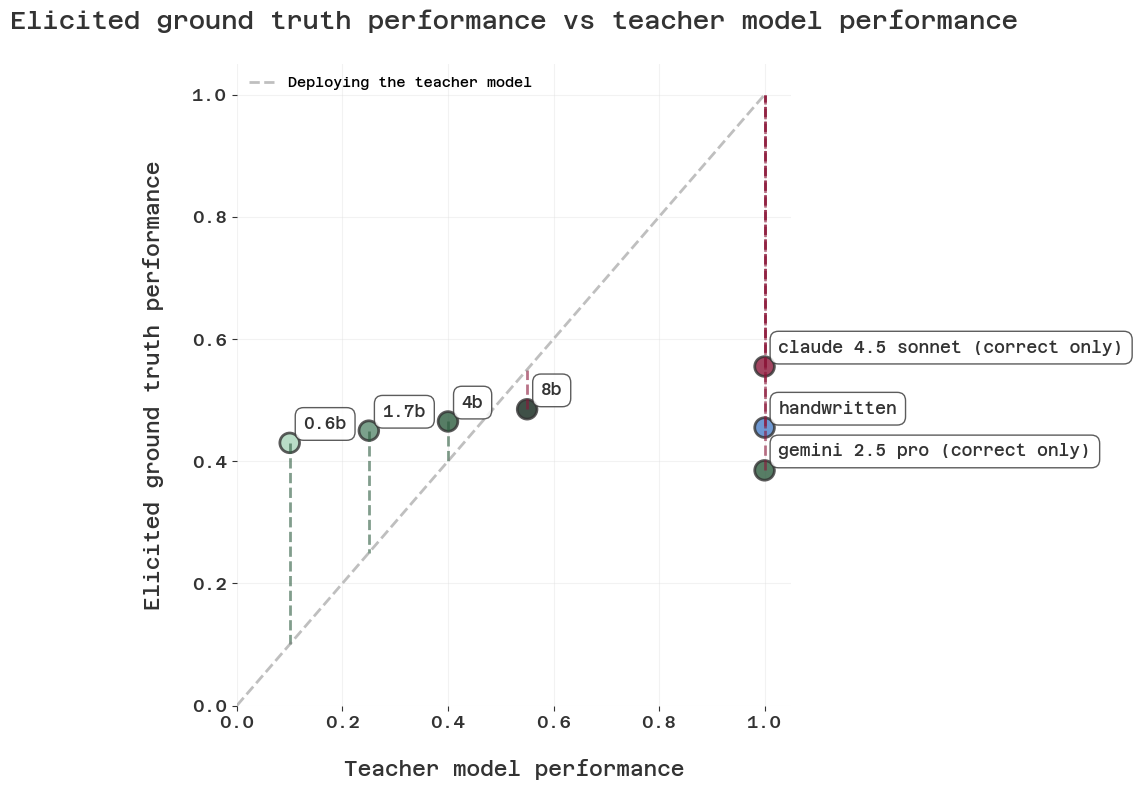 Elicited ground truth performance vs teacher model performance
Deploying the teacher model
Elicited ground truth performance
1.0
0.8
0.6
0.4
0.2
0.0
claude 4.5 sonnet (correct only)
8b
4b
1.7b
0.6b
handwritten
gemini 2.5 pro (correct only)
0.0 0.2 0.4 0.6 0.8 1.0
Teacher model performance